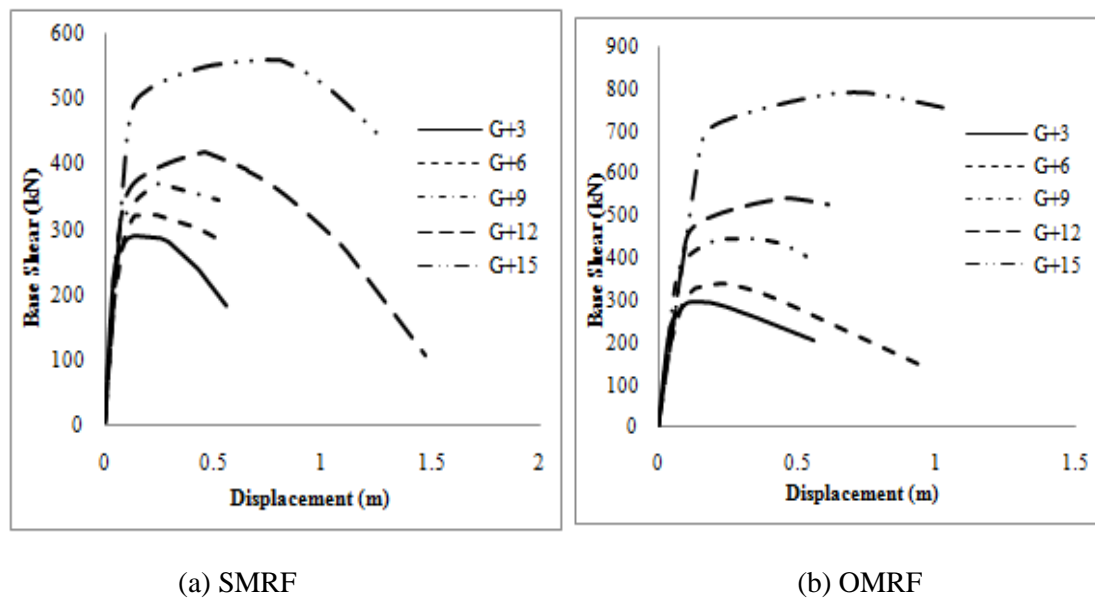 600
500
400
300
200
100
0
Base Shear (kN)
G+3
G+6
G+9
G+12
G+15
0 0.5 1 1.5 2
Displacement (m)
(a) SMRF
900
800
700
600
500
400
300
200
100
0
Base Shear (kN)
G+3
G+6
G+9
G+12
G+15
0 0.5 1 1.5
Displacement (m)
(b) OMRF